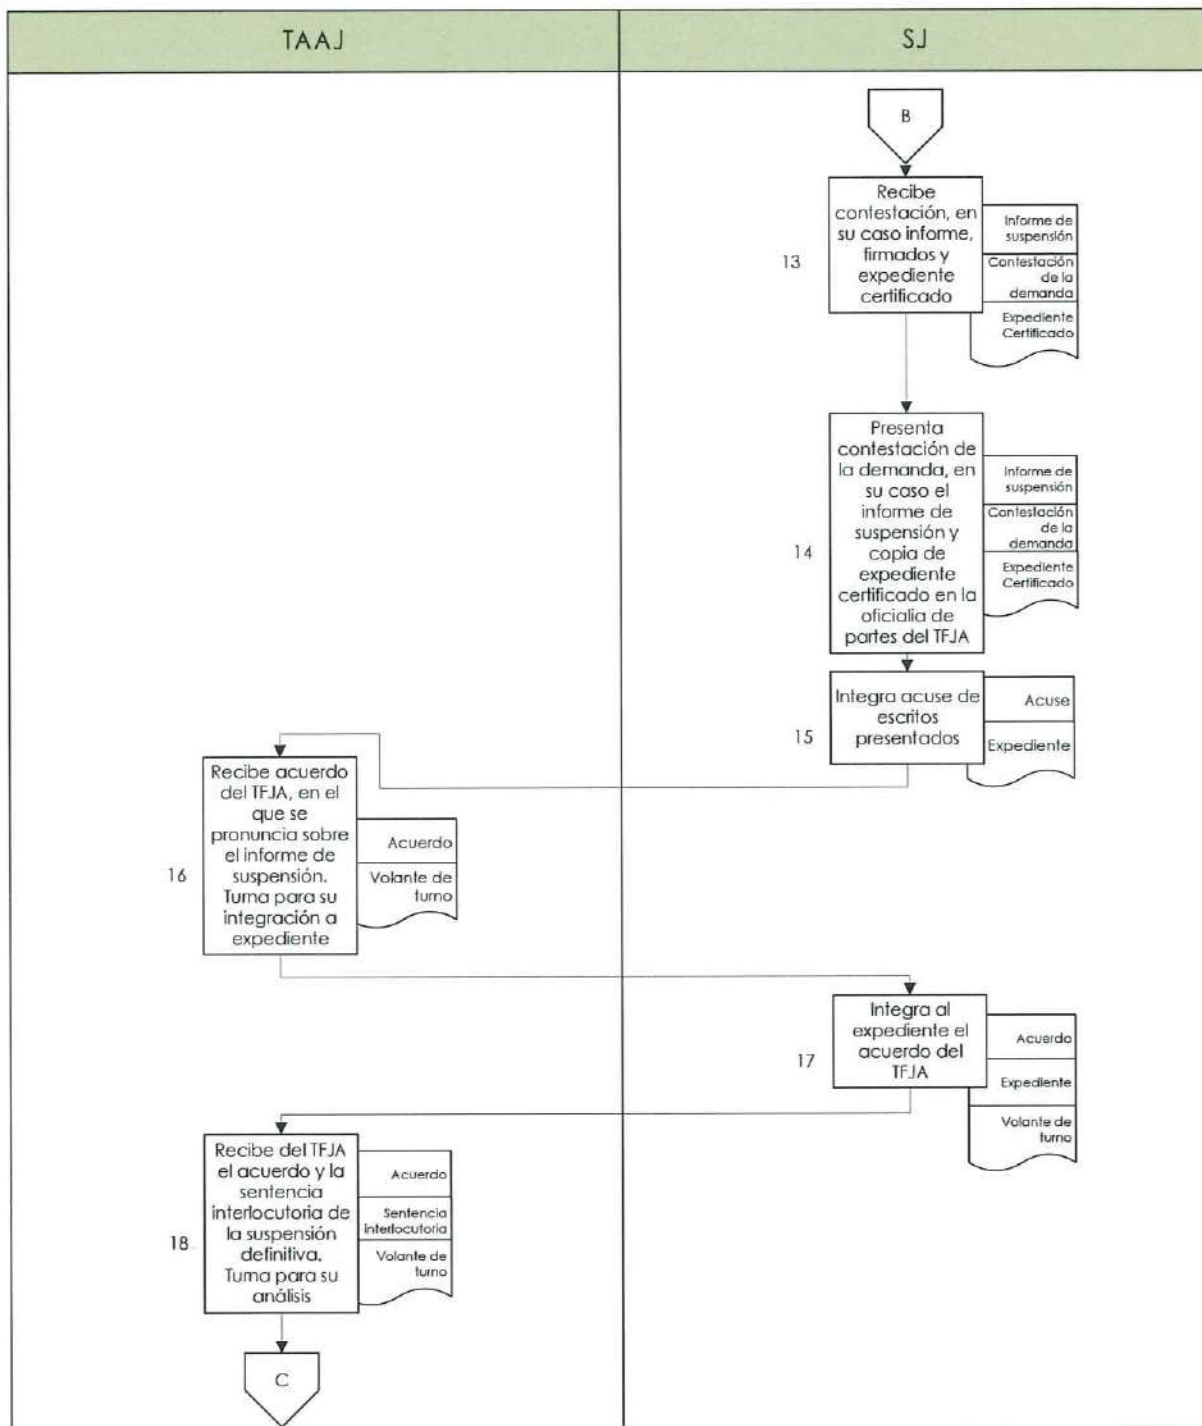 TAAJ
SJ
B
13
Recibe
contestación, en
su caso informe,
firmados y
expediente
certificado
Informe de
suspensión
Contestación
de la
demanda
Expediente
Certificado
14
Presenta
contestación de
la demanda, en
su caso el
informe de
suspensión y
copia de
expediente
certificado en la
oficialia de
partes del TFJA
Informe de
suspensión
Contestación
de la
demanda
Expediente
Certificado
15
Integra acuse de
escritos
presentados
Acuse
Expediente
16
Recibe acuerdo
del TFJA, en el
que se
pronuncia sobre
el informe de
suspensión.
Turna para su
integración a
expediente
Acuerdo
Volante de
turno
17
Integra al
expediente el
acuerdo del
TFJA
Acuerdo
Expediente
Volante de
turno
18
Recibe del TFJA
el acuerdo y la
sentencia
interlocutoria de
la suspensión
definitiva.
Turna para su
análisis
Acuerdo
Sentencia
interlocutoria
Volante de
turno
C